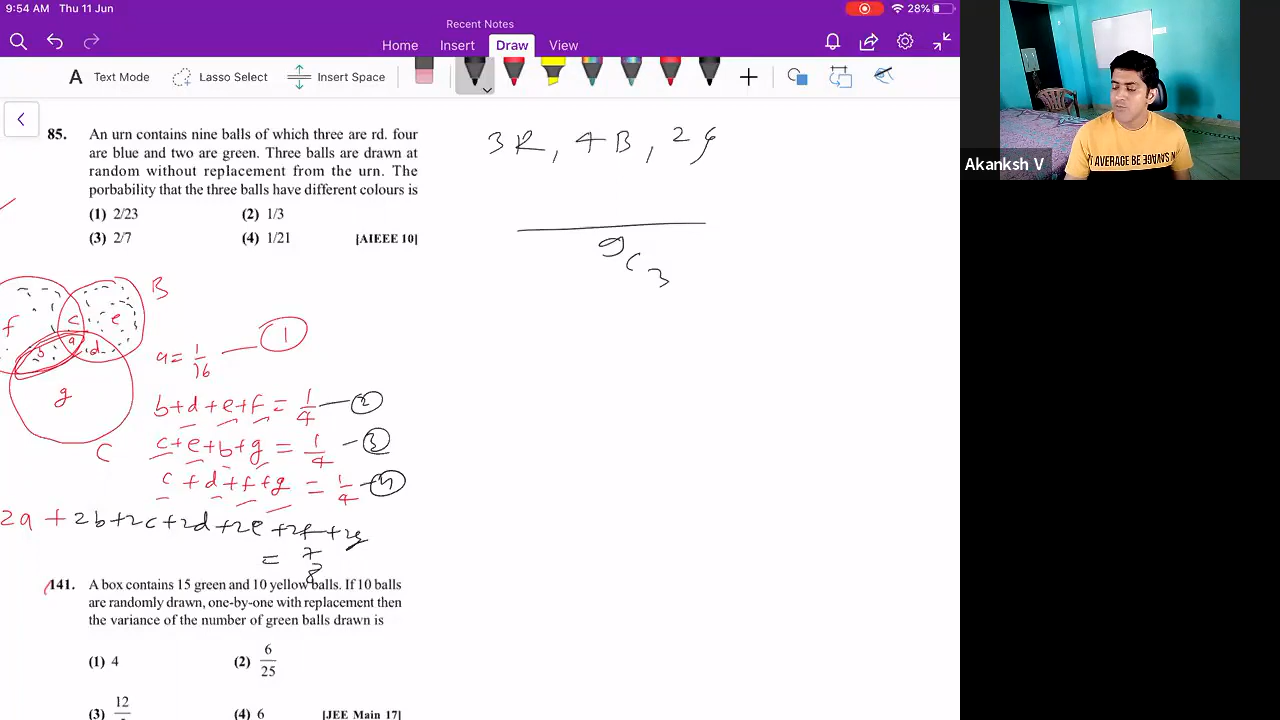 9:54 AM Thu 11 Jun
28%
Recent Notes
Home Insert Draw View
Text Mode Lasso Select Insert Space
85. An urn contains nine balls of which three are rd. four
are blue and two are green. Three balls are drawn at
random without replacement from the urn. The
porbability that the three balls have different colours is
(1) 2/23 (2) 1/3
(3) 2/7 (4) 1/21 [AIEEE 10]
3R, 4B, 2g
9c3
B
f c e
b a d
g
C
a = 1/16 — 1
b+d+e+f = 1/4 — 2
c+e+b+g = 1/4 — 3
c+d+f+g = 1/4 — 4
2a + 2b+2c+2d+2e+2f+2g
= 7/8
141. A box contains 15 green and 10 yellow balls. If 10 balls
are randomly drawn, one-by-one with replacement then
the variance of the number of green balls drawn is
(1) 4 (2) 6/25
(3) 12 (4) 6 [JEE Main 17]
Akanksh V
AVERAGE BE SAVAGE